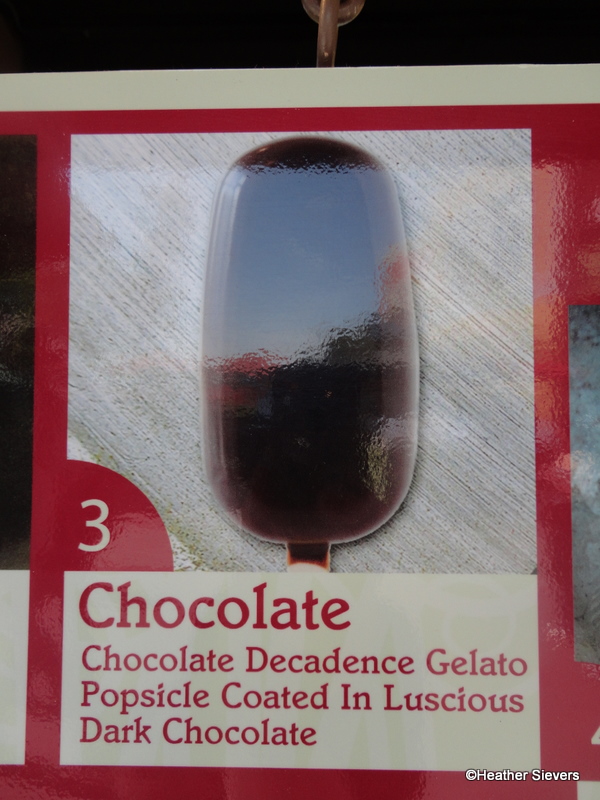 3
Chocolate
Chocolate Decadence Gelato
Popsicle Coated In Luscious
Dark Chocolate
©Heather Sievers